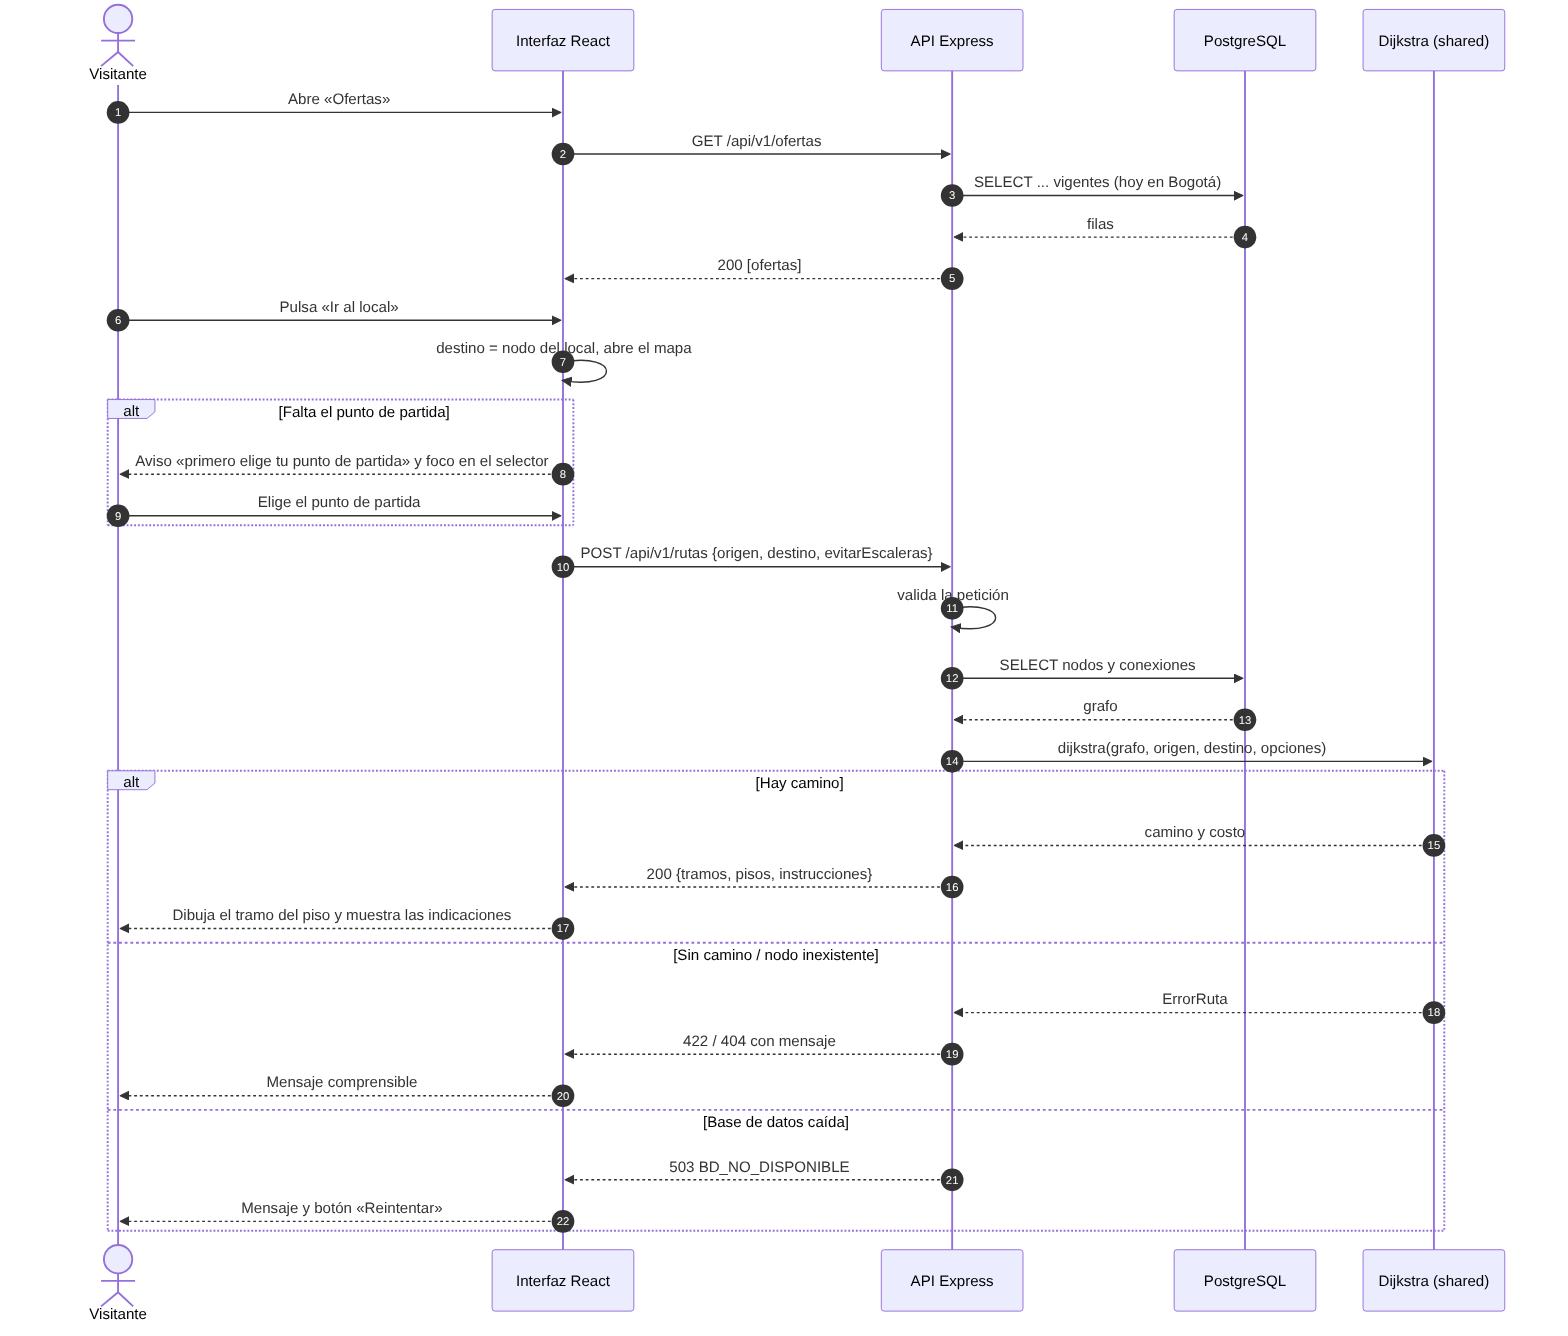 Visitante
Interfaz React
API Express
PostgreSQL
Dijkstra (shared)
1
Abre «Ofertas»
2
GET /api/v1/ofertas
3
SELECT ... vigentes (hoy en Bogotá)
filas
4
200 [ofertas]
5
6
Pulsa «Ir al local»
destino = nodo del local, abre el mapa
7
alt
[Falta el punto de partida]
Aviso «primero elige tu punto de partida» y foco en el selector
8
9
Elige el punto de partida
10
POST /api/v1/rutas {origen, destino, evitarEscaleras}
valida la petición
11
12
SELECT nodos y conexiones
grafo
13
14
dijkstra(grafo, origen, destino, opciones)
alt
[Hay camino]
camino y costo
15
200 {tramos, pisos, instrucciones}
16
Dibuja el tramo del piso y muestra las indicaciones
17
[Sin camino / nodo inexistente]
ErrorRuta
18
422 / 404 con mensaje
19
Mensaje comprensible
20
[Base de datos caída]
503 BD_NO_DISPONIBLE
21
Mensaje y botón «Reintentar»
22
Visitante
Interfaz React
API Express
PostgreSQL
Dijkstra (shared)